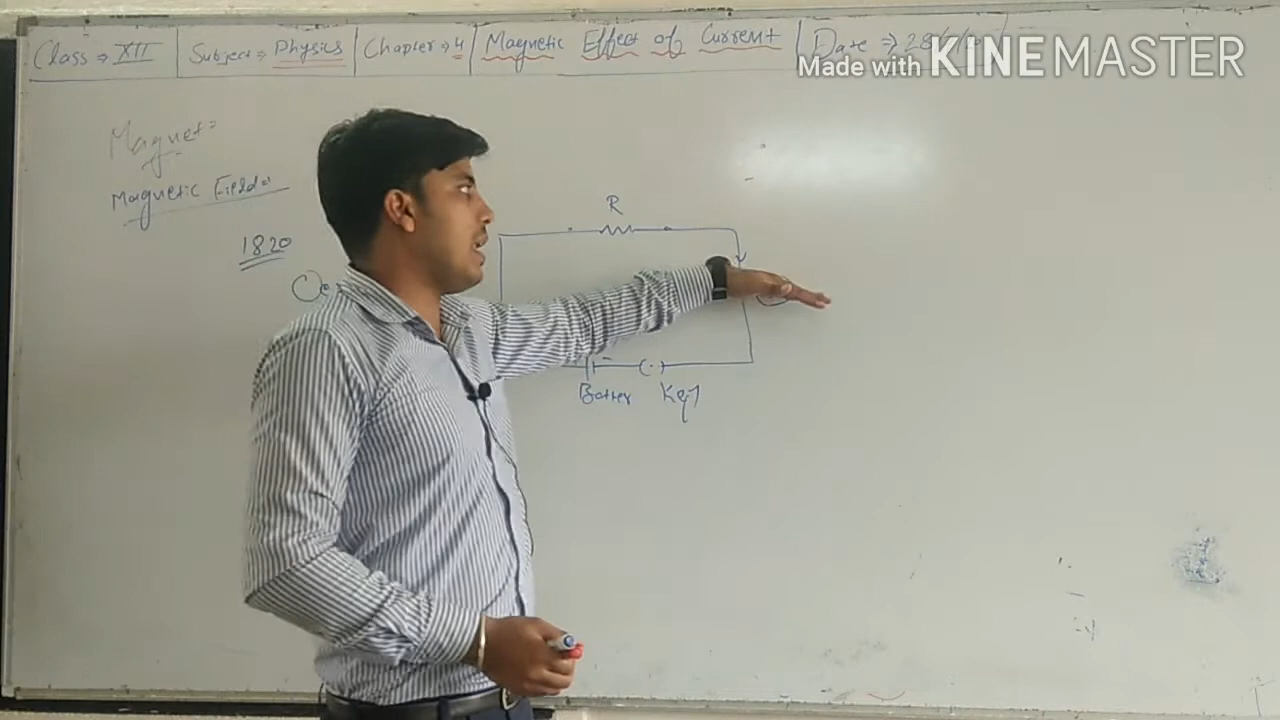 Class ⇒ XII Subject ⇒ Physics Chapter ⇒ 4 Magnetic Effect of Current Date ⇒ 28
Made with KINEMASTER
Magnet
Magnetic Field
R
1820
Key